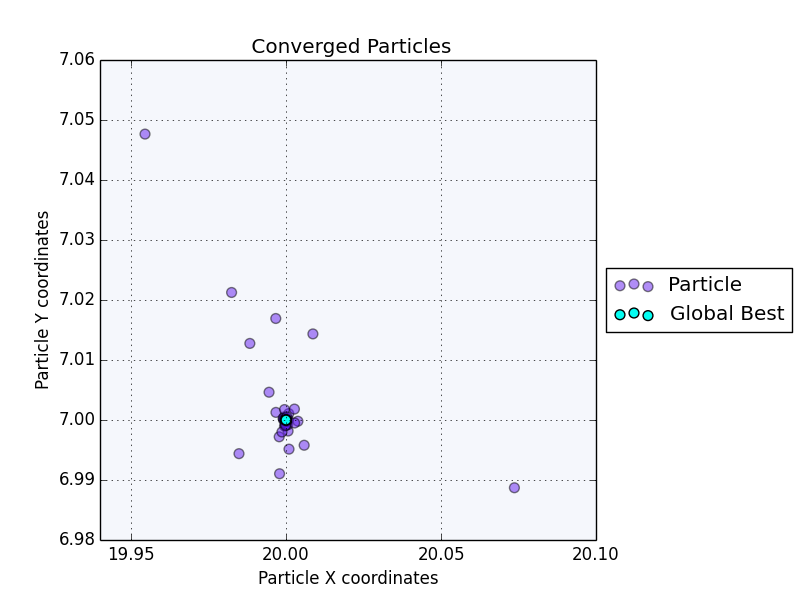 Converged Particles
7.06
7.05
7.04
7.03
7.02
7.01
7.00
6.99
6.98
Particle Y coordinates
19.95
20.00
20.05
20.10
Particle X coordinates
Particle
Global Best